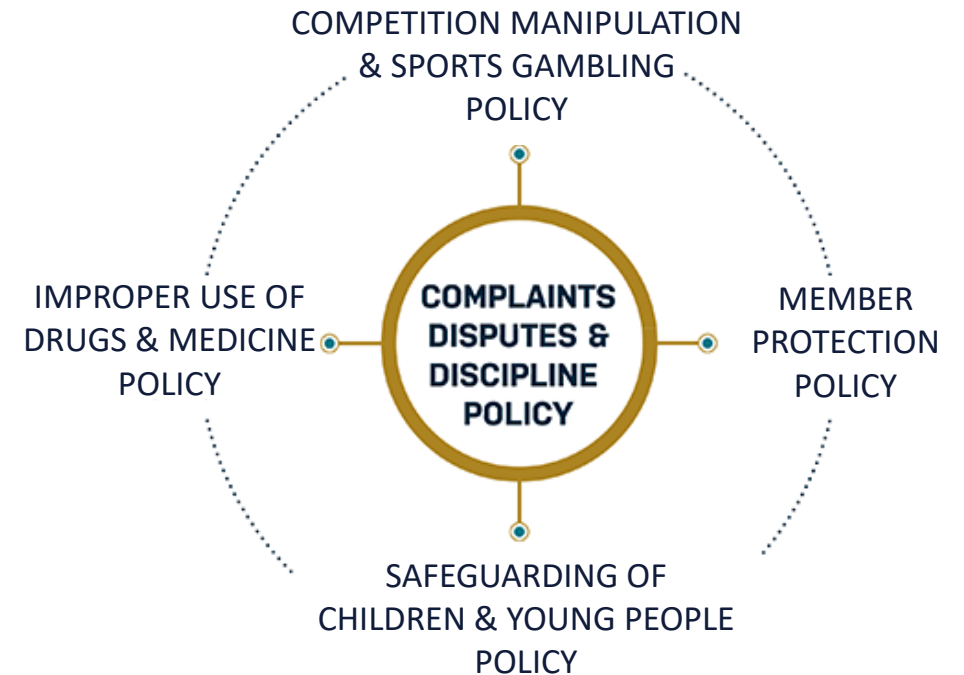 COMPETITION MANIPULATION
& SPORTS GAMBLING
POLICY
IMPROPER USE OF
DRUGS & MEDICINE
POLICY
COMPLAINTS
DISPUTES &
DISCIPLINE
POLICY
MEMBER
PROTECTION
POLICY
SAFEGUARDING OF
CHILDREN & YOUNG PEOPLE
POLICY